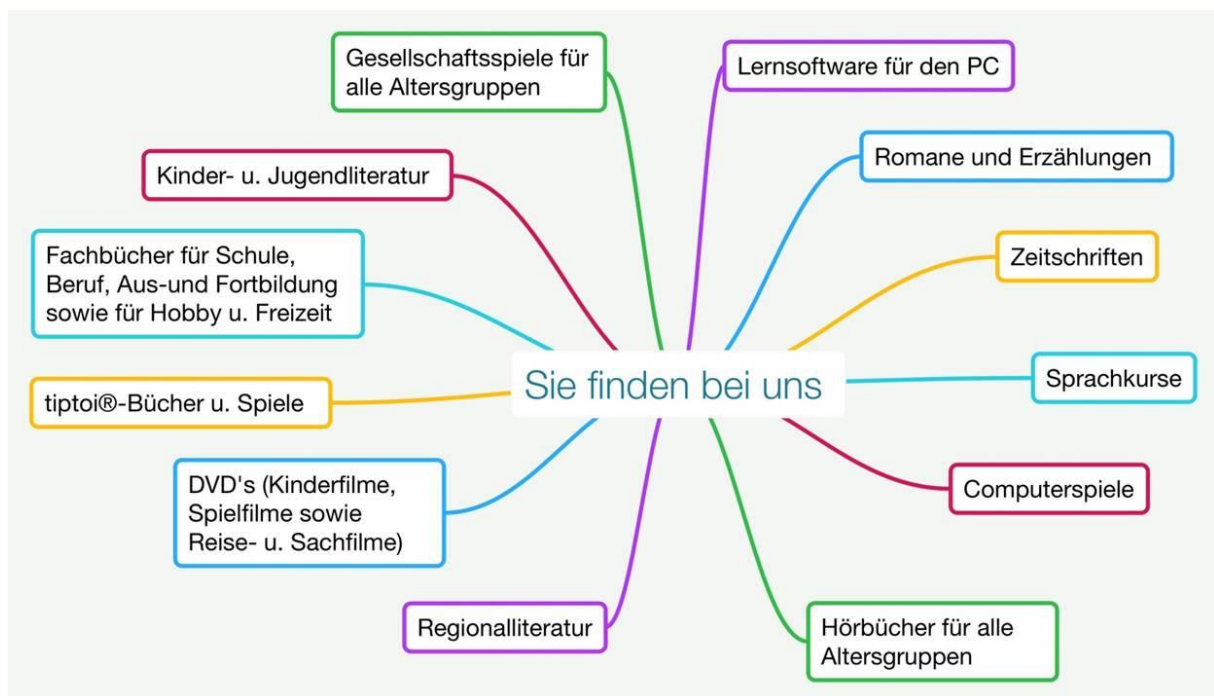 Sie finden bei uns
Lernsoftware für den PC
Romane und Erzählungen
Zeitschriften
Sprachkurse
Computerspiele
Hörbücher für alle
Altersgruppen
Regionalliteratur
DVD's (Kinderfilme,
Spielfilme sowie
Reise- u. Sachfilme)
tiptoi®-Bücher u. Spiele
Fachbücher für Schule,
Beruf, Aus-und Fortbildung
sowie für Hobby u. Freizeit
Kinder- u. Jugendliteratur
Gesellschaftsspiele für
alle Altersgruppen